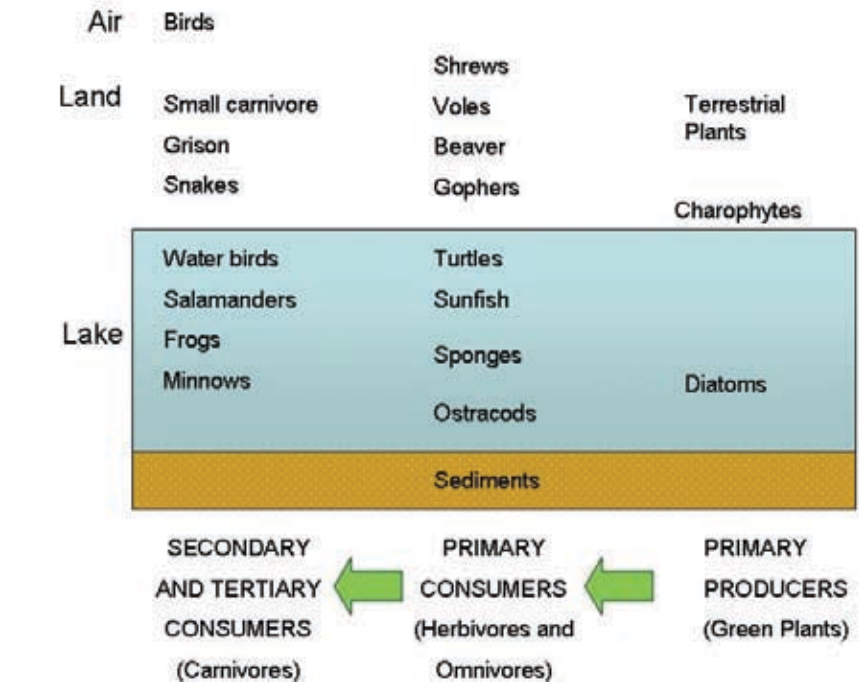 Air
Birds
Shrews
Land
Small carnivore
Voles
Terrestrial
Plants
Grison
Beaver
Snakes
Gophers
Charophytes
Water birds
Turtles
Salamanders
Sunfish
Lake
Frogs
Sponges
Minnows
Diatoms
Ostracods
Sediments
SECONDARY
AND TERTIARY
CONSUMERS
(Carnivores)
PRIMARY
CONSUMERS
(Herbivores and
Omnivores)
PRIMARY
PRODUCERS
(Green Plants)